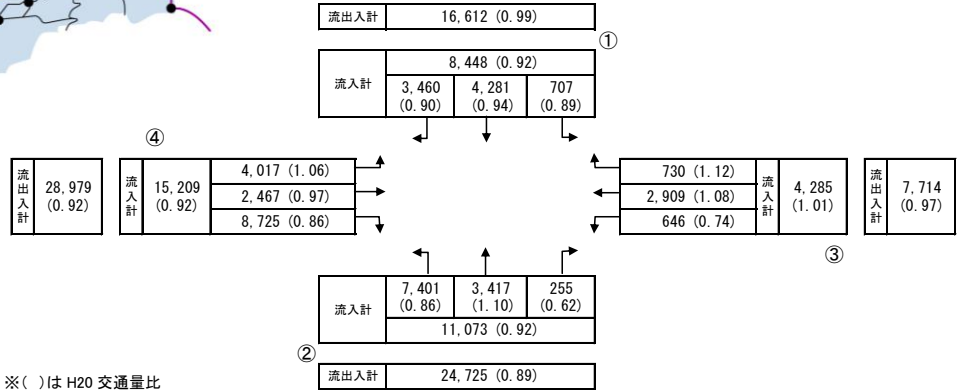 流出入計 16,612 (0.99)
①
流入計 8,448 (0.92)
3,460 4,281 707
(0.90) (0.94) (0.89)
④
流出入計 28,979 (0.92)
流入計 15,209 (0.92)
4,017 (1.06)
2,467 (0.97)
8,725 (0.86)
730 (1.12)
2,909 (1.08)
646 (0.74)
流入計 4,285 (1.01)
流出入計 7,714 (0.97)
③
流入計
7,401 3,417 255
(0.86) (1.10) (0.62)
11,073 (0.92)
②
流出入計 24,725 (0.89)
※( )は H20 交通量比